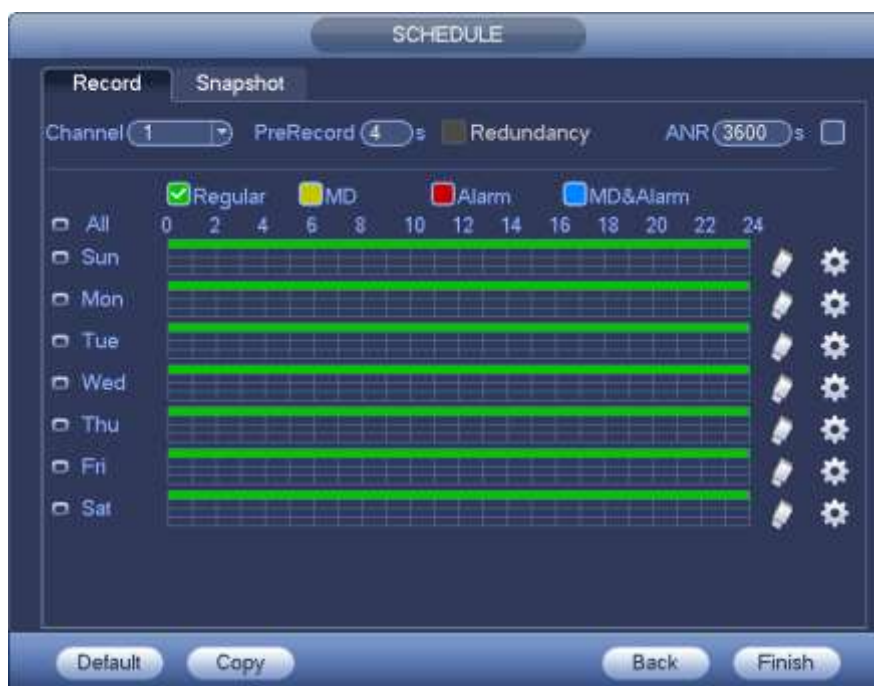 SCHEDULE
Record Snapshot
Channel 1 PreRecord 4 s Redundancy ANR 3600 s
Regular MD Alarm MD&Alarm
All 0 2 4 6 8 10 12 14 16 18 20 22 24
Sun
Mon
Tue
Wed
Thu
Fri
Sat
Default Copy Back Finish